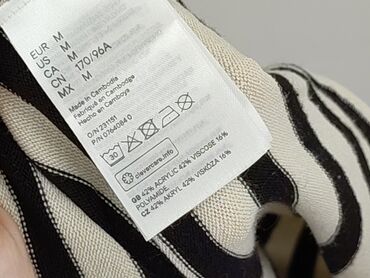 EUR M
US M
CA M
CN 170/96A
MX M
Made in Cambodia
Fabriqué en Cambodge
Hecho en Camboya
O/N 231151
P/N 07640840
30
clevercare.info
GB 42% ACRYLIC 42% VISCOSE 16%
POLYAMIDE
CZ 42% AKRYL 42% VISKÓZA 16%